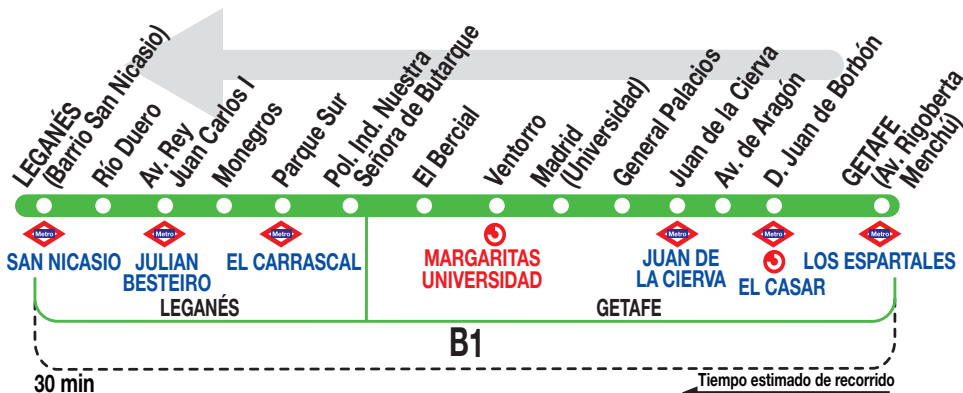 LEGANÉS
(Barrio San Nicasio)
Río Duero
Av. Rey
Juan Carlos I
Monegros
Parque Sur
Pol. Ind. Nuestra
Señora de Butarque
El Bercial
Ventorro
Madrid
(Universidad)
General Palacios
Juan de la Cierva
Av. de Aragón
D. Juan de Borbón
GETAFE
(Av. Rigoberta
Menchú)
Metro
Metro
Metro
Metro
Metro
Metro
SAN NICASIO
JULIAN
BESTEIRO
EL CARRASCAL
MARGARITAS
UNIVERSIDAD
JUAN DE
LA CIERVA
EL CASAR
LOS ESPARTALES
LEGANÉS
GETAFE
B1
30 min
Tiempo estimado de recorrido